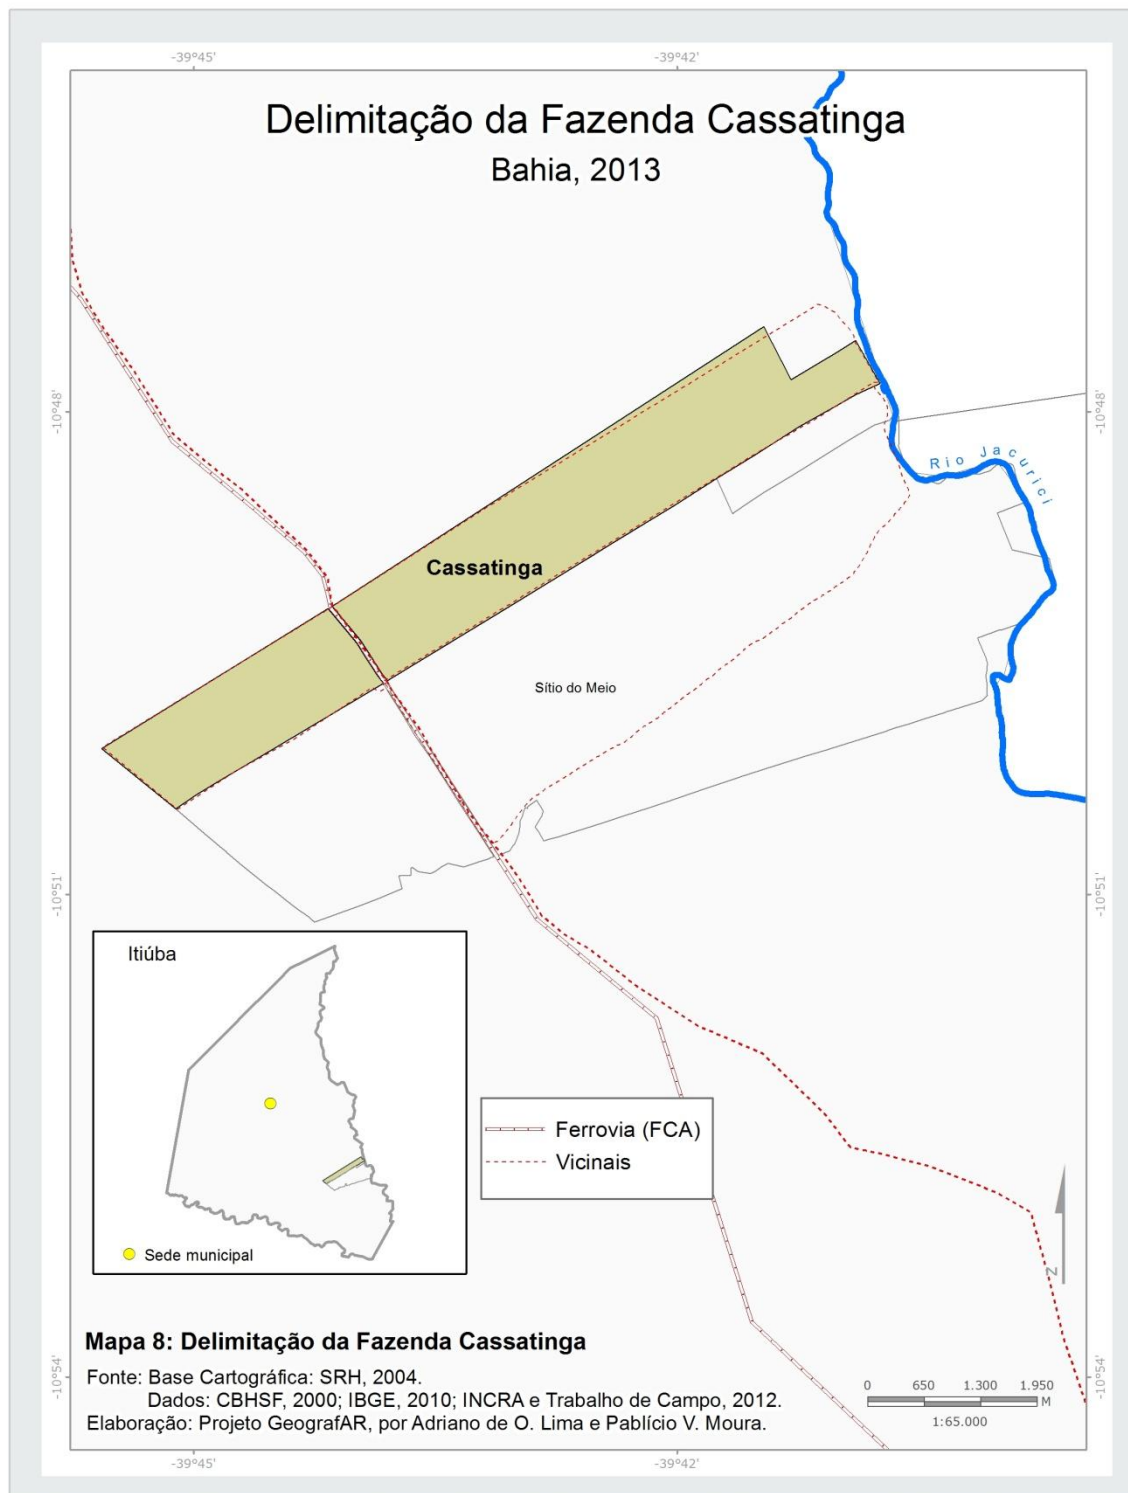 -39°45' -39°42'
Delimitação da Fazenda Cassatinga
Bahia, 2013
-10°48' -10°48'
Rio Jacurici
Cassatinga
Sítio do Meio
-10°51' -10°51'
Itiúba
Ferrovia (FCA)
Vicinais
Sede municipal
N
Mapa 8: Delimitação da Fazenda Cassatinga
Fonte: Base Cartográfica: SRH, 2004.
Dados: CBHSF, 2000; IBGE, 2010; INCRA e Trabalho de Campo, 2012.
Elaboração: Projeto GeografAR, por Adriano de O. Lima e Pablício V. Moura.
-10°54' -10°54'
0 650 1.300 1.950
M
1:65.000
-39°45' -39°42'